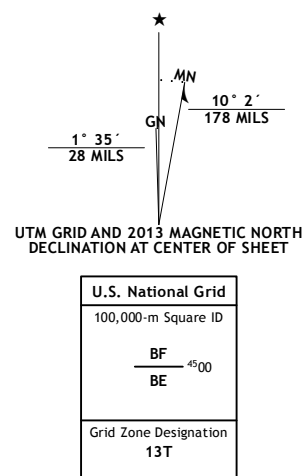 ★
MN
GN
10° 2´
178 MILS
1° 35´
28 MILS
UTM GRID AND 2013 MAGNETIC NORTH
DECLINATION AT CENTER OF SHEET
U.S. National Grid
100,000-m Square ID
BF
4500
BE
Grid Zone Designation
13T